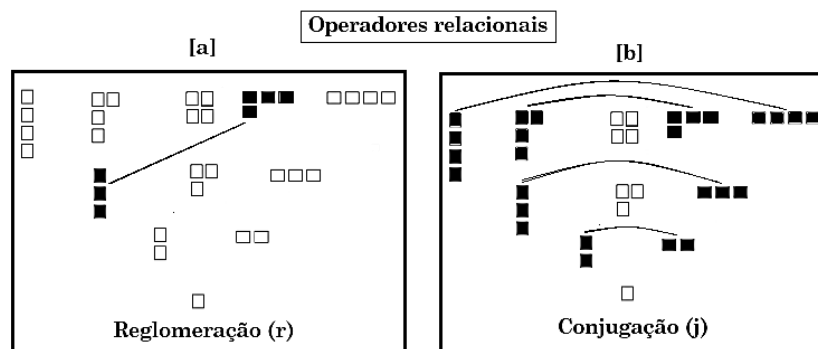 Operadores relacionais
[a]
[b]
Reglomeração (r)
Conjugação (j)